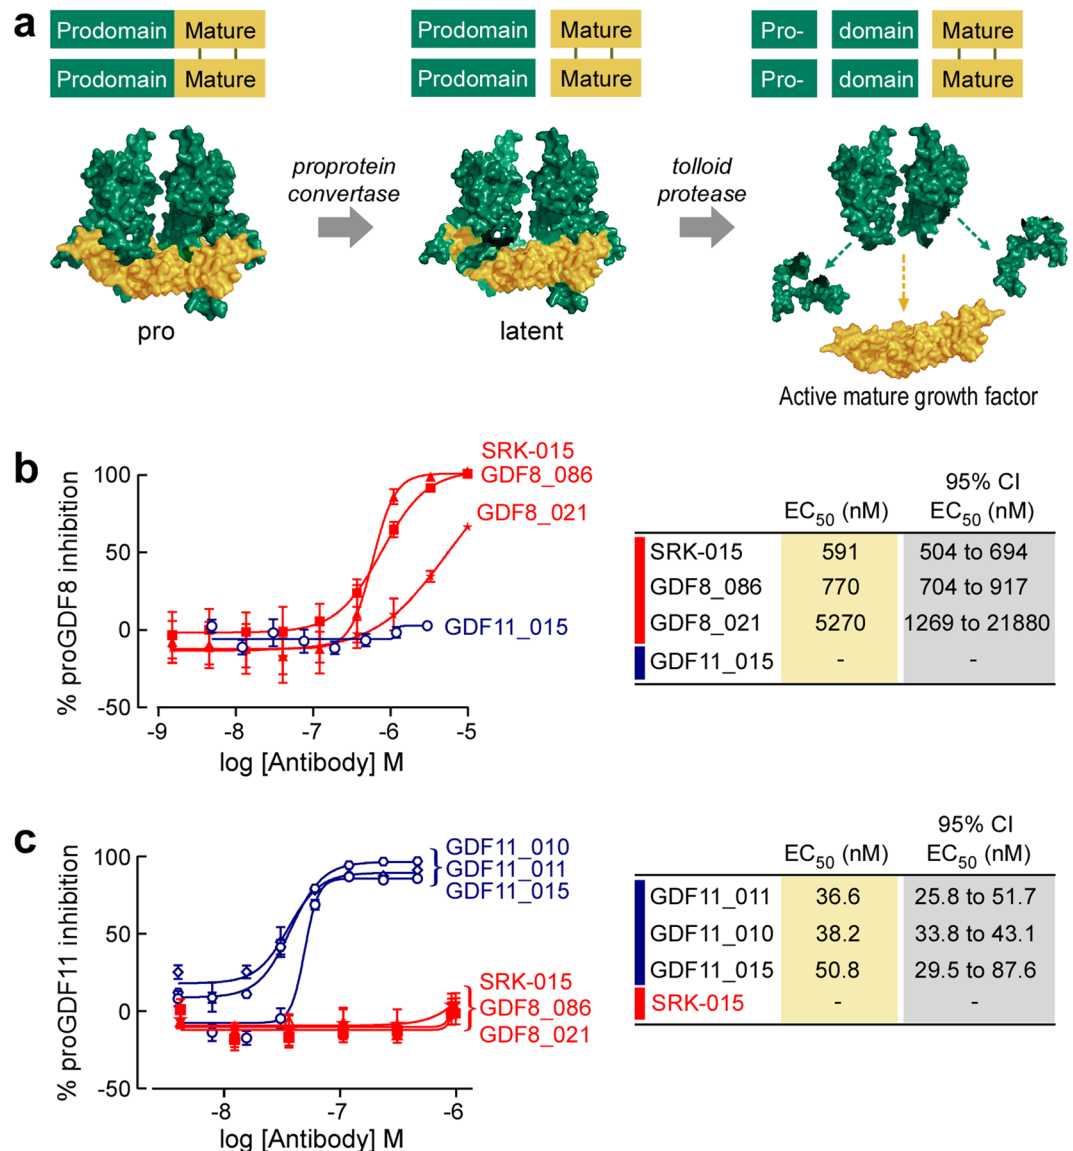 a
Prodomain Mature
Prodomain Mature
Prodomain Mature
Prodomain Mature
Pro- domain Mature
Pro- domain Mature
proprotein
convertase
tolloid
protease
pro
latent
Active mature growth factor
b
% proGDF8 inhibition
100
50
0
-50
-9 -8 -7 -6 -5
log [Antibody] M
SRK-015
GDF8_086
GDF8_021
GDF11_015
EC50 (nM) 95% CI EC50 (nM)
SRK-015 591 504 to 694
GDF8_086 770 704 to 917
GDF8_021 5270 1269 to 21880
GDF11_015 - -
c
% proGDF11 inhibition
100
50
0
-50
-8 -7 -6
log [Antibody] M
GDF11_010
GDF11_011
GDF11_015
SRK-015
GDF8_086
GDF8_021
EC50 (nM) 95% CI EC50 (nM)
GDF11_011 36.6 25.8 to 51.7
GDF11_010 38.2 33.8 to 43.1
GDF11_015 50.8 29.5 to 87.6
SRK-015 - -